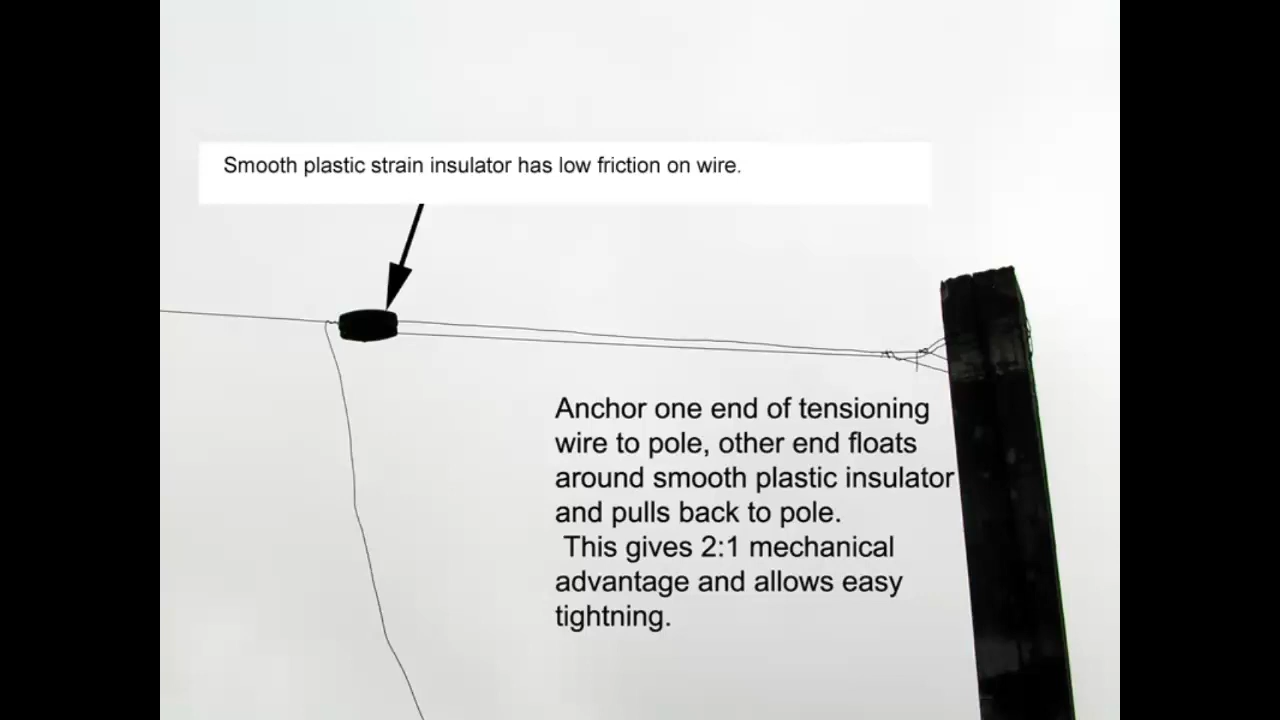 Smooth plastic strain insulator has low friction on wire.
Anchor one end of tensioning
wire to pole, other end floats
around smooth plastic insulator
and pulls back to pole.
This gives 2:1 mechanical
advantage and allows easy
tightning.